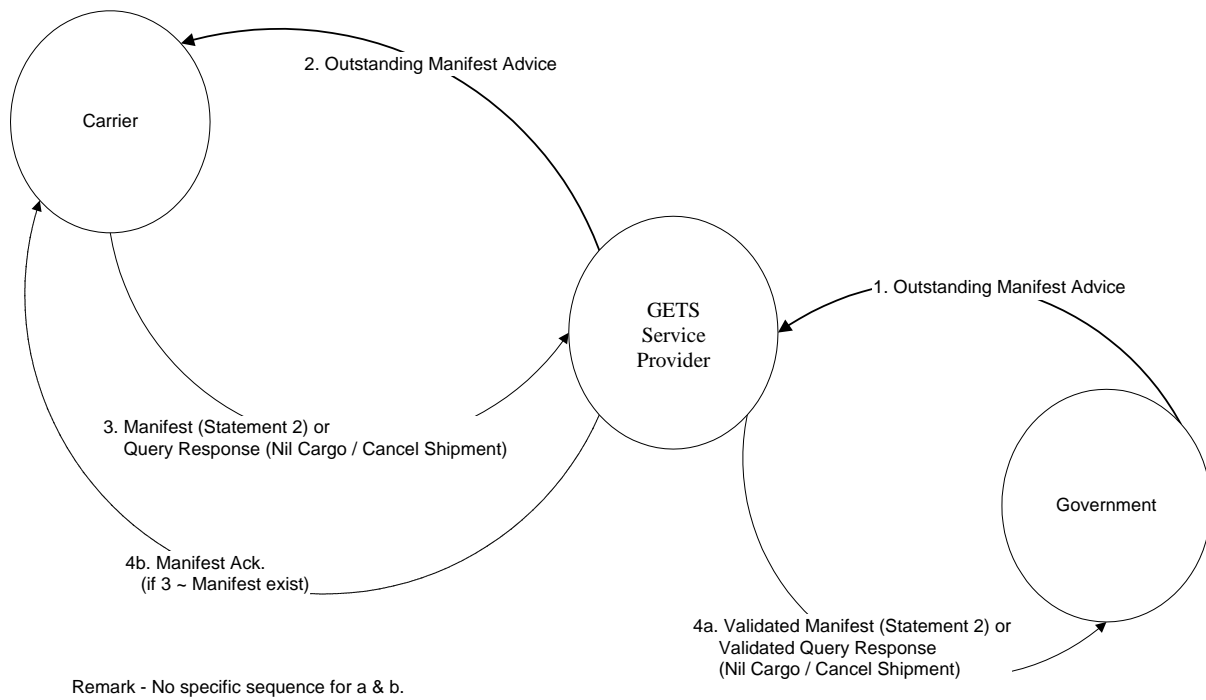 2. Outstanding Manifest Advice
Carrier
1. Outstanding Manifest Advice
GETS
Service
Provider
3. Manifest (Statement 2) or
Query Response (Nil Cargo / Cancel Shipment)
Government
4b. Manifest Ack.
(if 3 ~ Manifest exist)
4a. Validated Manifest (Statement 2) or
Validated Query Response
(Nil Cargo / Cancel Shipment)
Remark - No specific sequence for a & b.